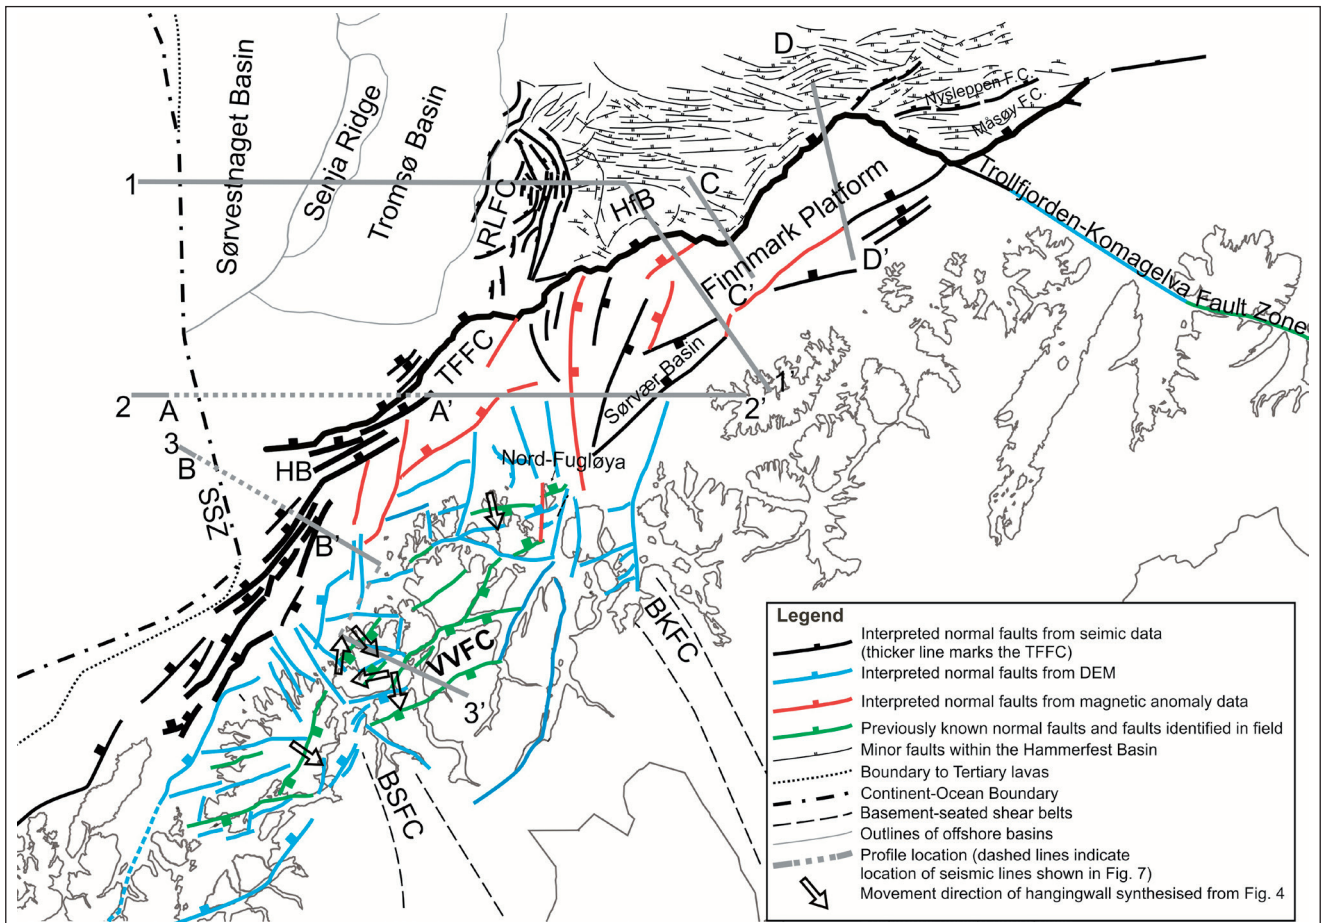 D
Nysleppen F.C.
Måsøy F.C.
Sørvestnaget Basin
Senja Ridge
Tromsø Basin
1
RLFC
HfB
C
Finnmark Platform
Trollfjorden-Komagelva Fault Zone
D'
C'
TFFC
Sørvær Basin
1'
2
A
A'
2'
3
B
HB
Nord-Fugløya
SSZ
B'
BKFC
VVFC
3'
BSFC
Legend
Interpreted normal faults from seimic data
(thicker line marks the TFFC)
Interpreted normal faults from DEM
Interpreted normal faults from magnetic anomaly data
Previously known normal faults and faults identified in field
Minor faults within the Hammerfest Basin
Boundary to Tertiary lavas
Continent-Ocean Boundary
Basement-seated shear belts
Outlines of offshore basins
Profile location (dashed lines indicate
location of seismic lines shown in Fig. 7)
Movement direction of hangingwall synthesised from Fig. 4